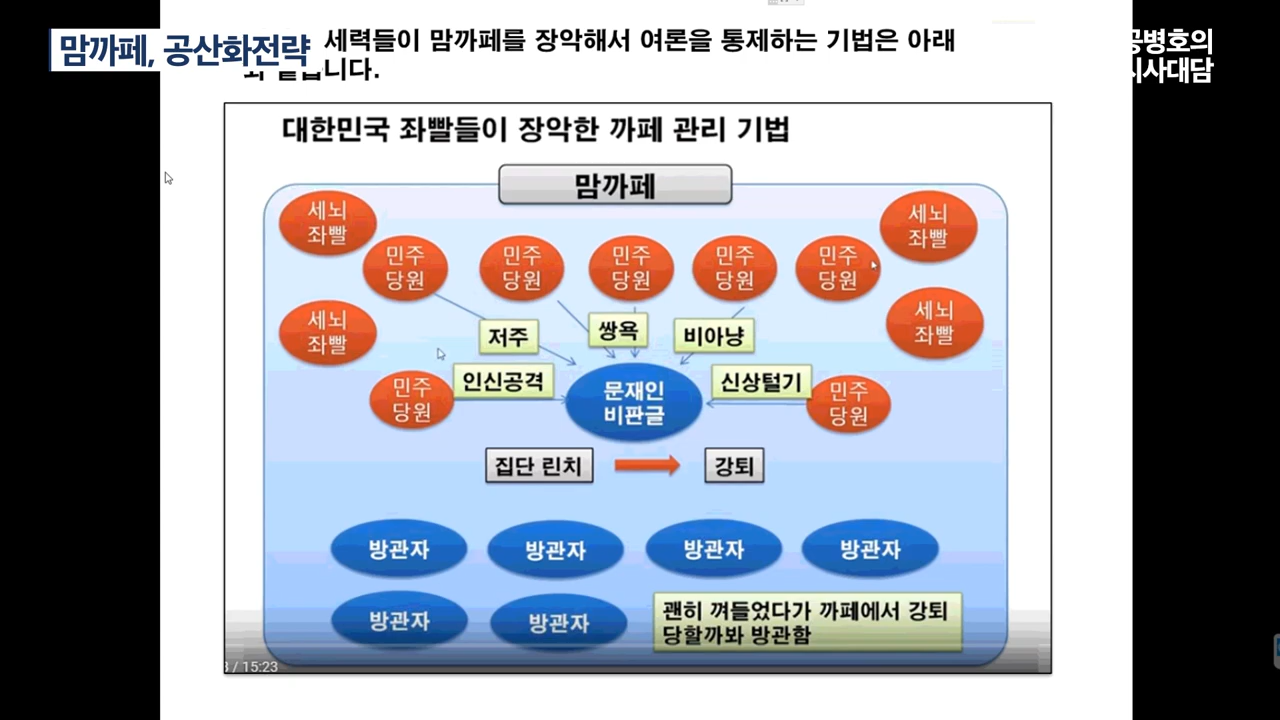 맘까페, 공산화전략
세력들이 맘까페를 장악해서 여론을 통제하는 기법은 아래
와 같습니다.
공병호의
시사대담
대한민국 좌빨들이 장악한 까페 관리 기법
맘까페
세뇌
좌빨
세뇌
좌빨
민주
당원
민주
당원
민주
당원
민주
당원
민주
당원
세뇌
좌빨
세뇌
좌빨
저주
쌍욕
비아냥
인신공격
신상털기
민주
당원
문재인
비판글
민주
당원
집단 린치
강퇴
방관자
방관자
방관자
방관자
방관자
방관자
괜히 껴들었다가 까페에서 강퇴
당할까봐 방관함
/ 15:23